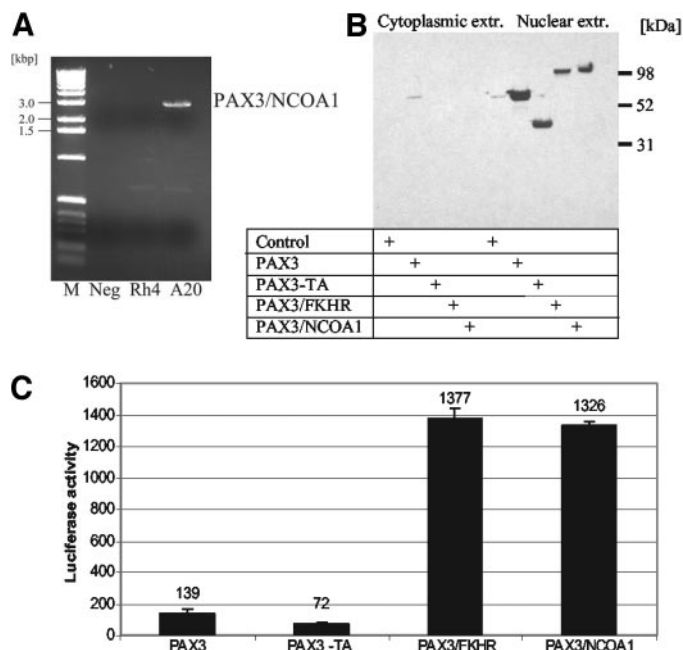 A
[kbp]
3.0
2.0
1.5
PAX3/NCOA1
M Neg Rh4 A20
B
Cytoplasmic extr. Nuclear extr. [kDa]
98
52
31
Control + +
PAX3 + +
PAX3-TA + +
PAX3/FKHR + +
PAX3/NCOA1 + +
C
Luciferase activity
1600
1400
1200
1000
800
600
400
200
0
139
72
1377
1326
PAX3 PAX3 -TA PAX3/FKHR PAX3/NCOA1